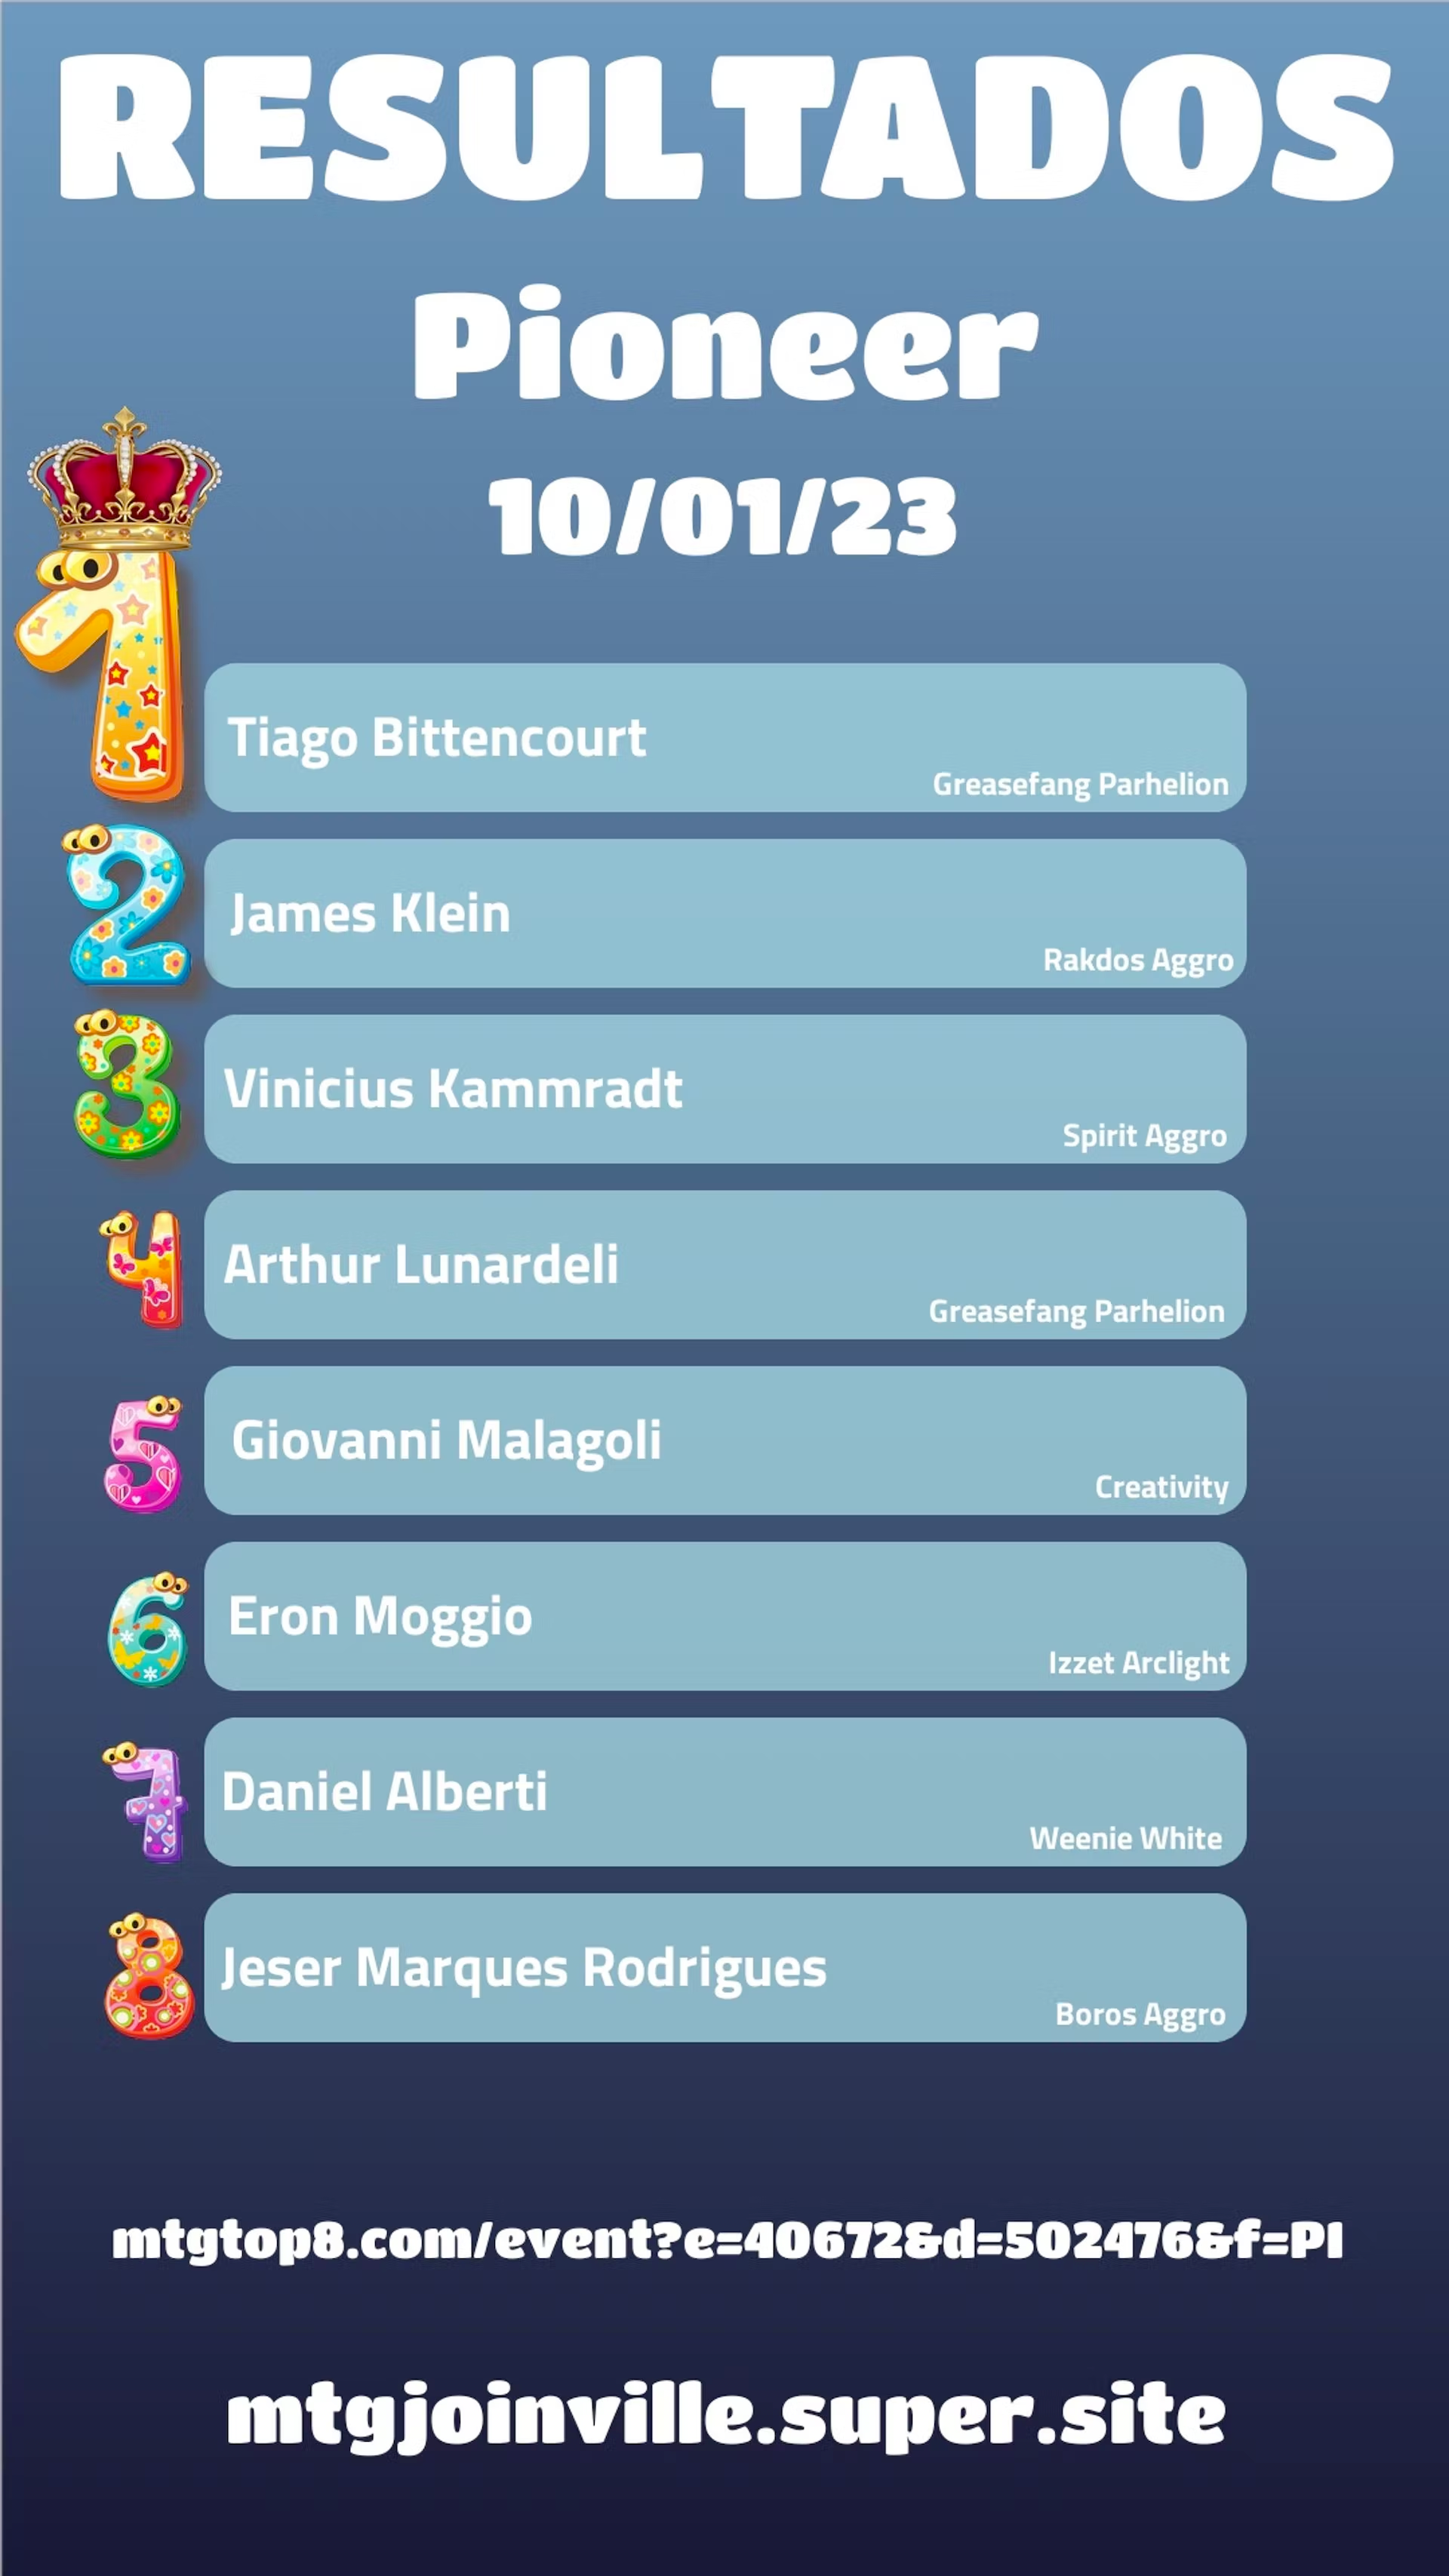 RESULTADOS
Pioneer
10/01/23
1
Tiago Bittencourt
Greasefang Parhelion
2
James Klein
Rakdos Aggro
3
Vinicius Kammradt
Spirit Aggro
4
Arthur Lunardeli
Greasefang Parhelion
5
Giovanni Malagoli
Creativity
6
Eron Moggio
Izzet Arclight
7
Daniel Alberti
Weenie White
8
Jeser Marques Rodrigues
Boros Aggro
mtgtop8.com/event?e=40672&d=502476&f=PI
mtgjoinville.super.site